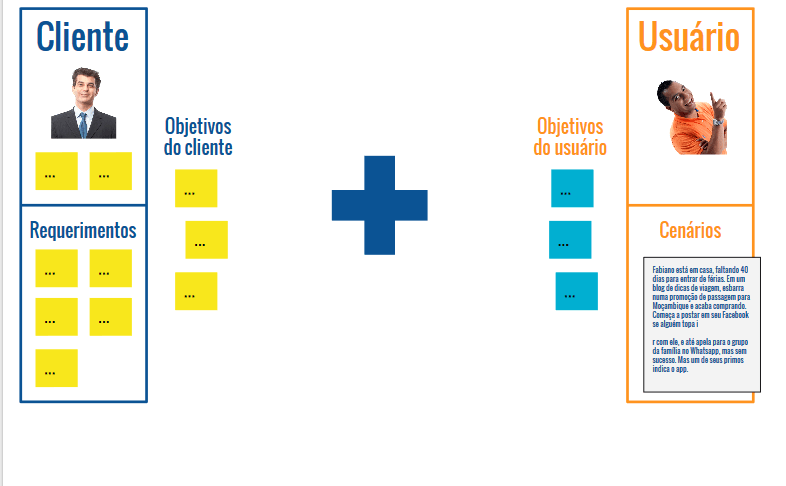 Cliente
...
...
Requerimentos
...
...
...
...
...
Objetivos
do cliente
...
...
...
Objetivos
do usuário
...
...
...
Usuário
Cenários
Fabiano está em casa, faltando 40
dias para entrar de férias. Em um
blog de dicas de viagem, esbarra
numa promoção de passagem para
Moçambique e acaba comprando.
Começa a postar em seu Facebook
se alguém topa i
r com ele, e até apela para o grupo
da família no Whatsapp, mas sem
sucesso. Mas um de seus primos
indica o app.